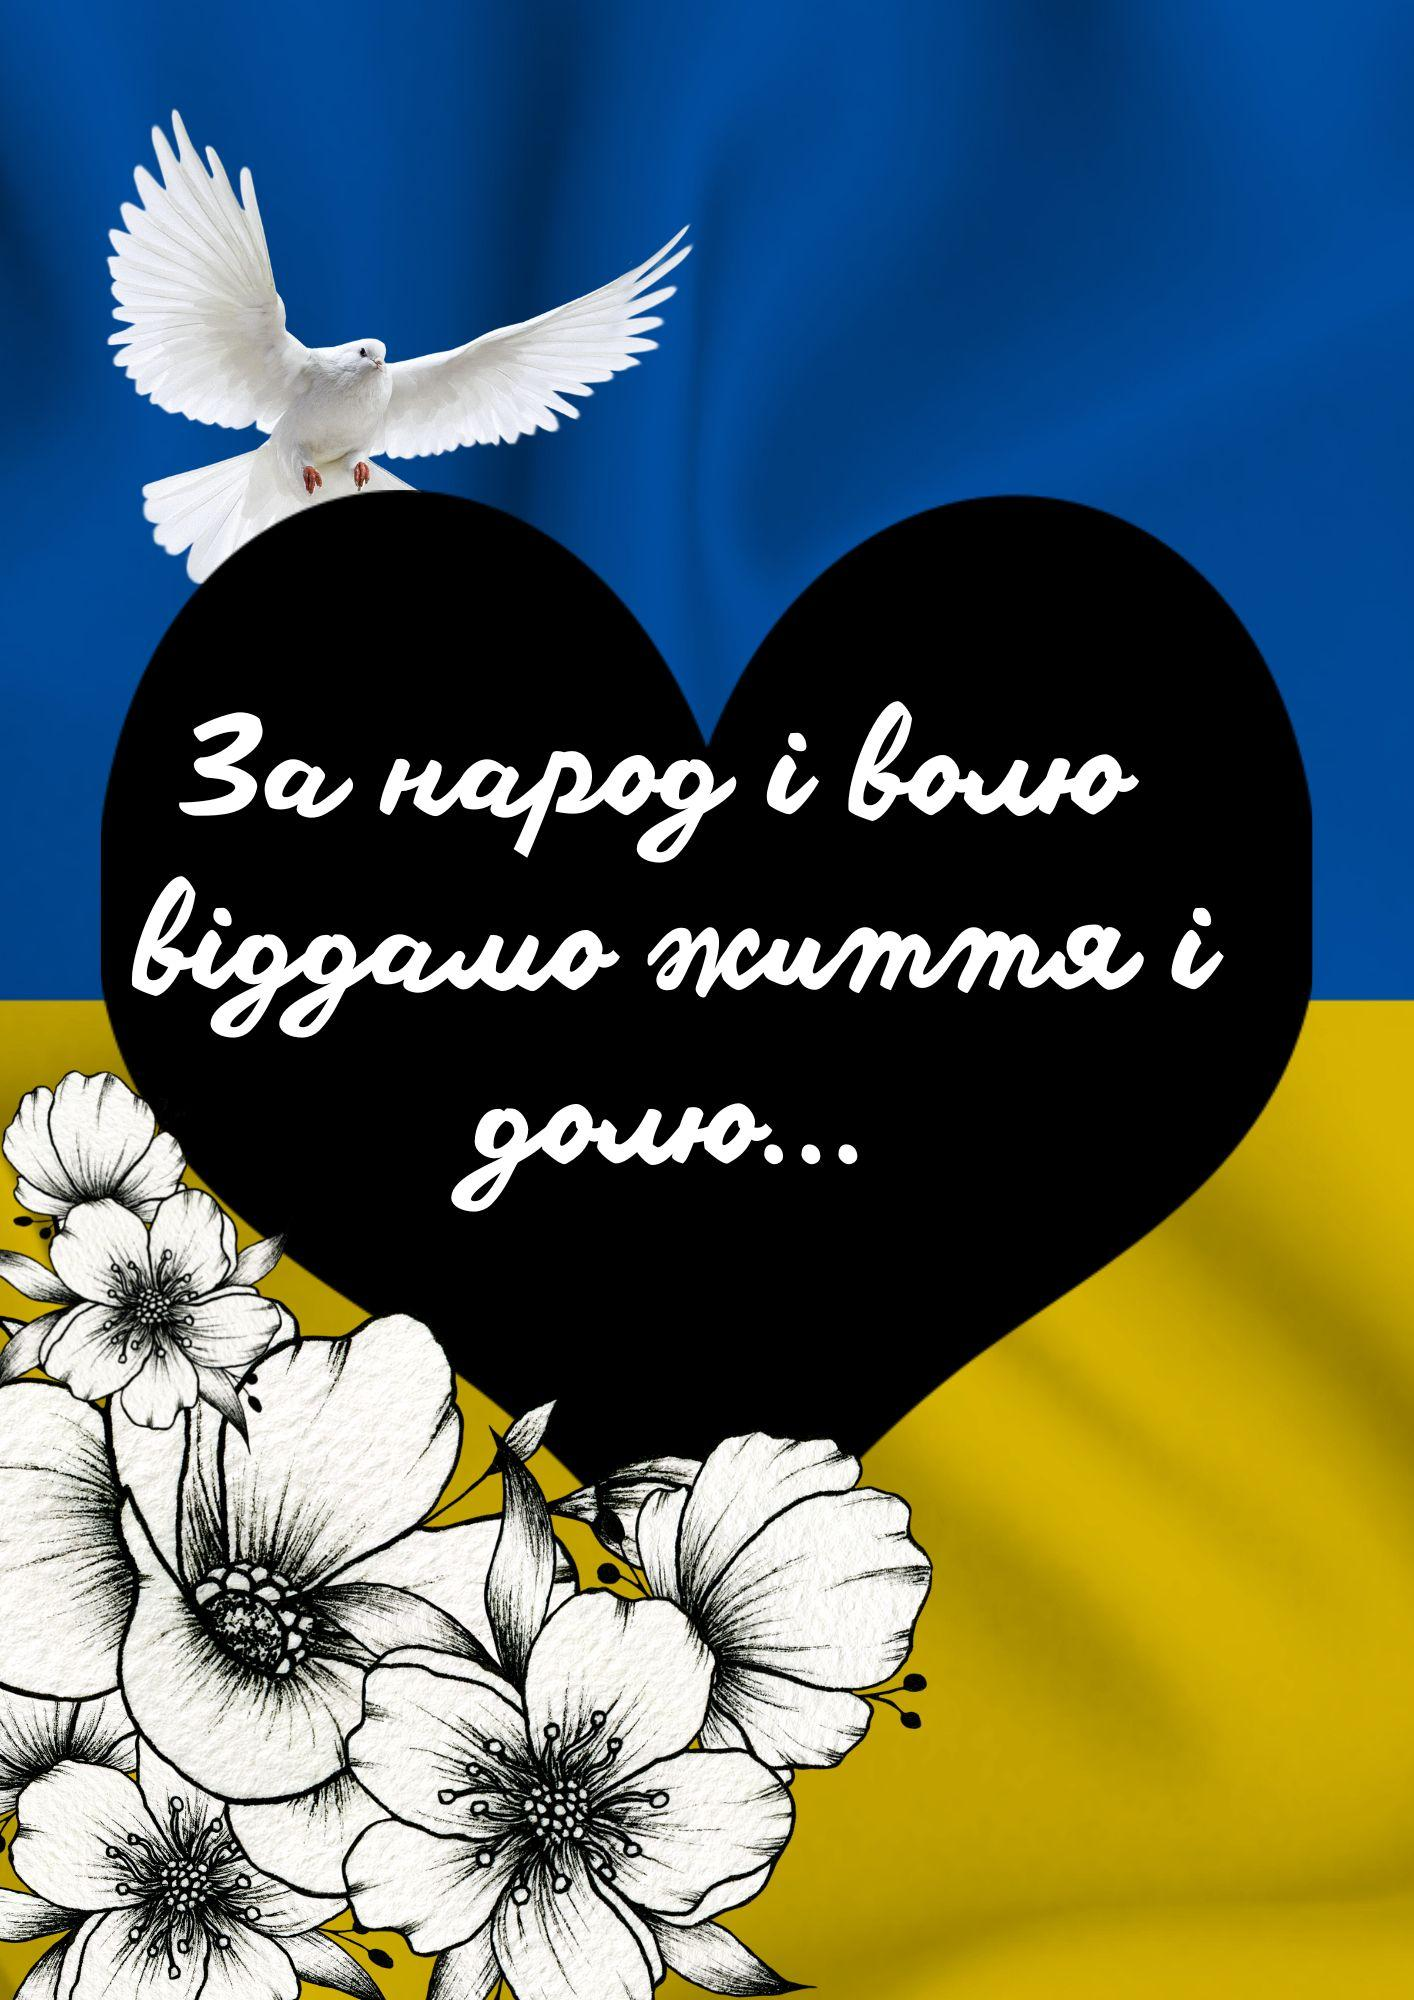 За народ і волю
віддамо життя і
долю...